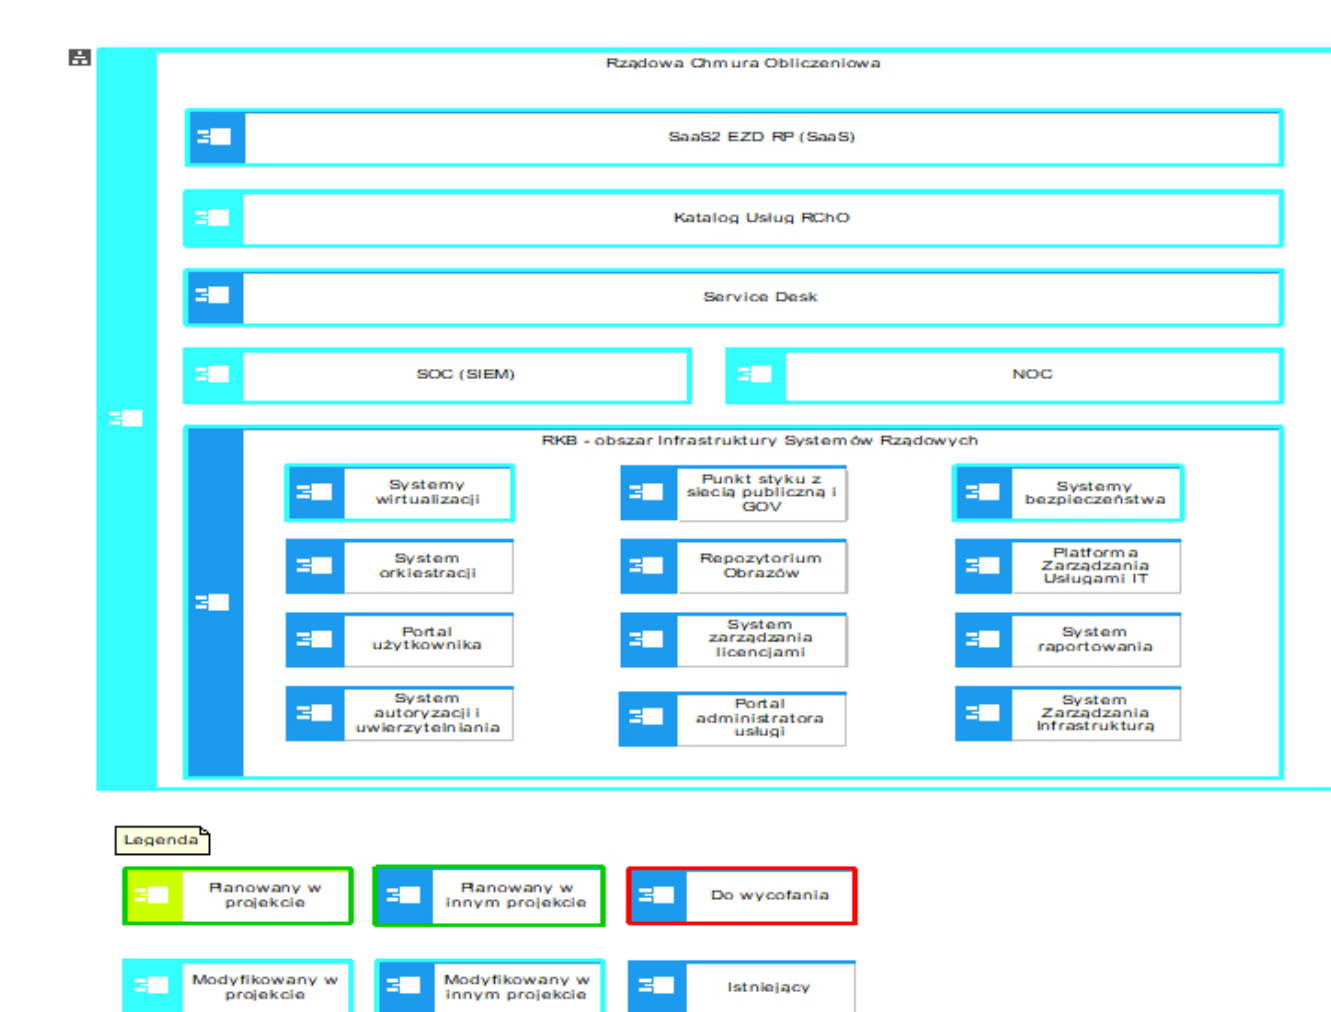 Rządowa Chmura Obliczeniowa
SaaS2 EZD RP (SaaS)
Katalog Usług RChO
Service Desk
SOC (SIEM)
NOC
RKB - obszar Infrastruktury Systemów Rządowych
Systemy
wirtualizacji
Punkt styku z
siecią publiczną i
GOV
Systemy
bezpieczeństwa
System
orkiestracji
Repozytorium
Obrazów
Platforma
Zarządzania
Usługami IT
Portal
użytkownika
System
zarządzania
licencjami
System
raportowania
System
autoryzacji i
uwierzytelniania
Portal
administratora
usługi
System
Zarządzania
Infrastrukturą
Legenda
Planowany w
projekcie
Planowany w
innym projekcie
Do wycofania
Modyfikowany w
projekcie
Modyfikowany w
innym projekcie
Istniejący